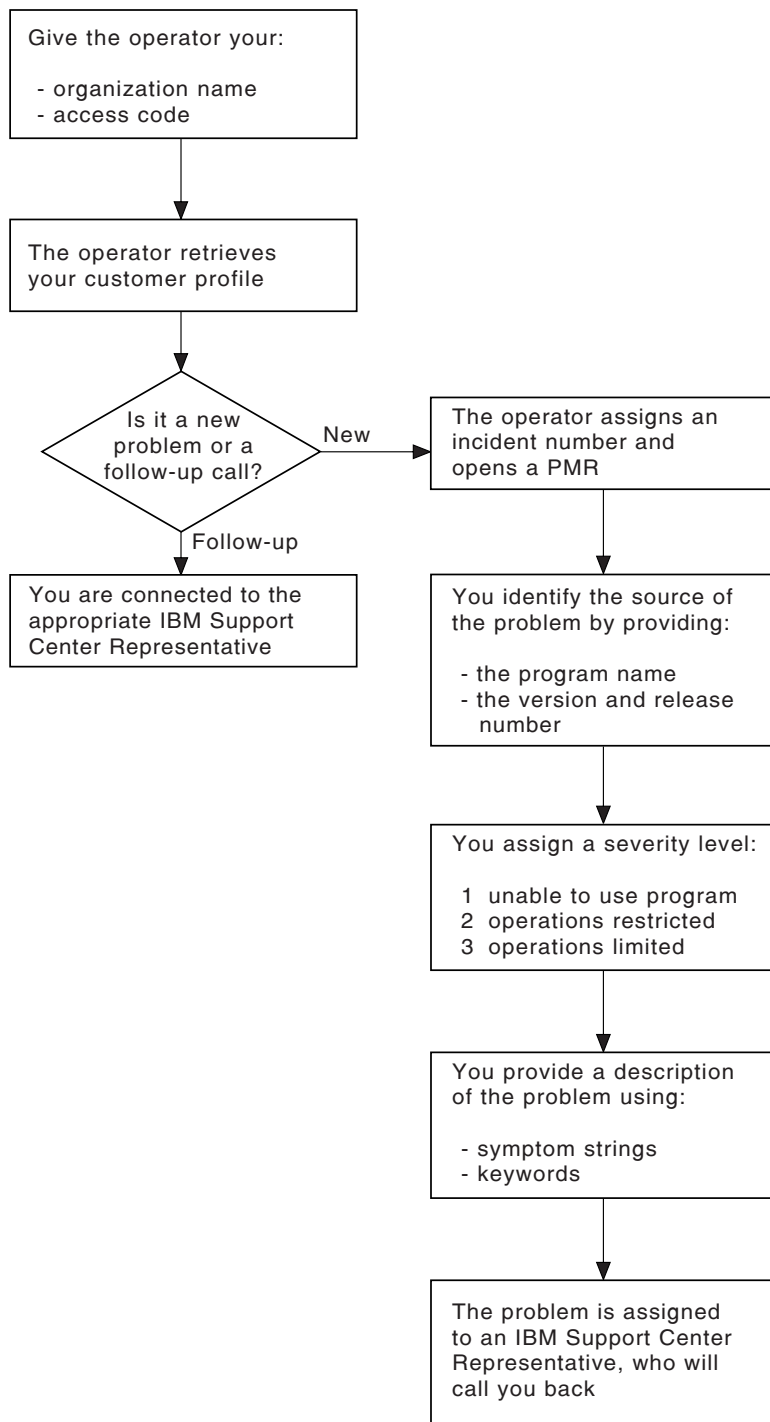 Give the operator your:
- organization name
- access code
The operator retrieves
your customer profile
Is it a new
problem or a
follow-up call?
New
Follow-up
You are connected to the
appropriate IBM Support
Center Representative
The operator assigns an
incident number and
opens a PMR
You identify the source of
the problem by providing:
- the program name
- the version and release
number
You assign a severity level:
1 unable to use program
2 operations restricted
3 operations limited
You provide a description
of the problem using:
- symptom strings
- keywords
The problem is assigned
to an IBM Support Center
Representative, who will
call you back